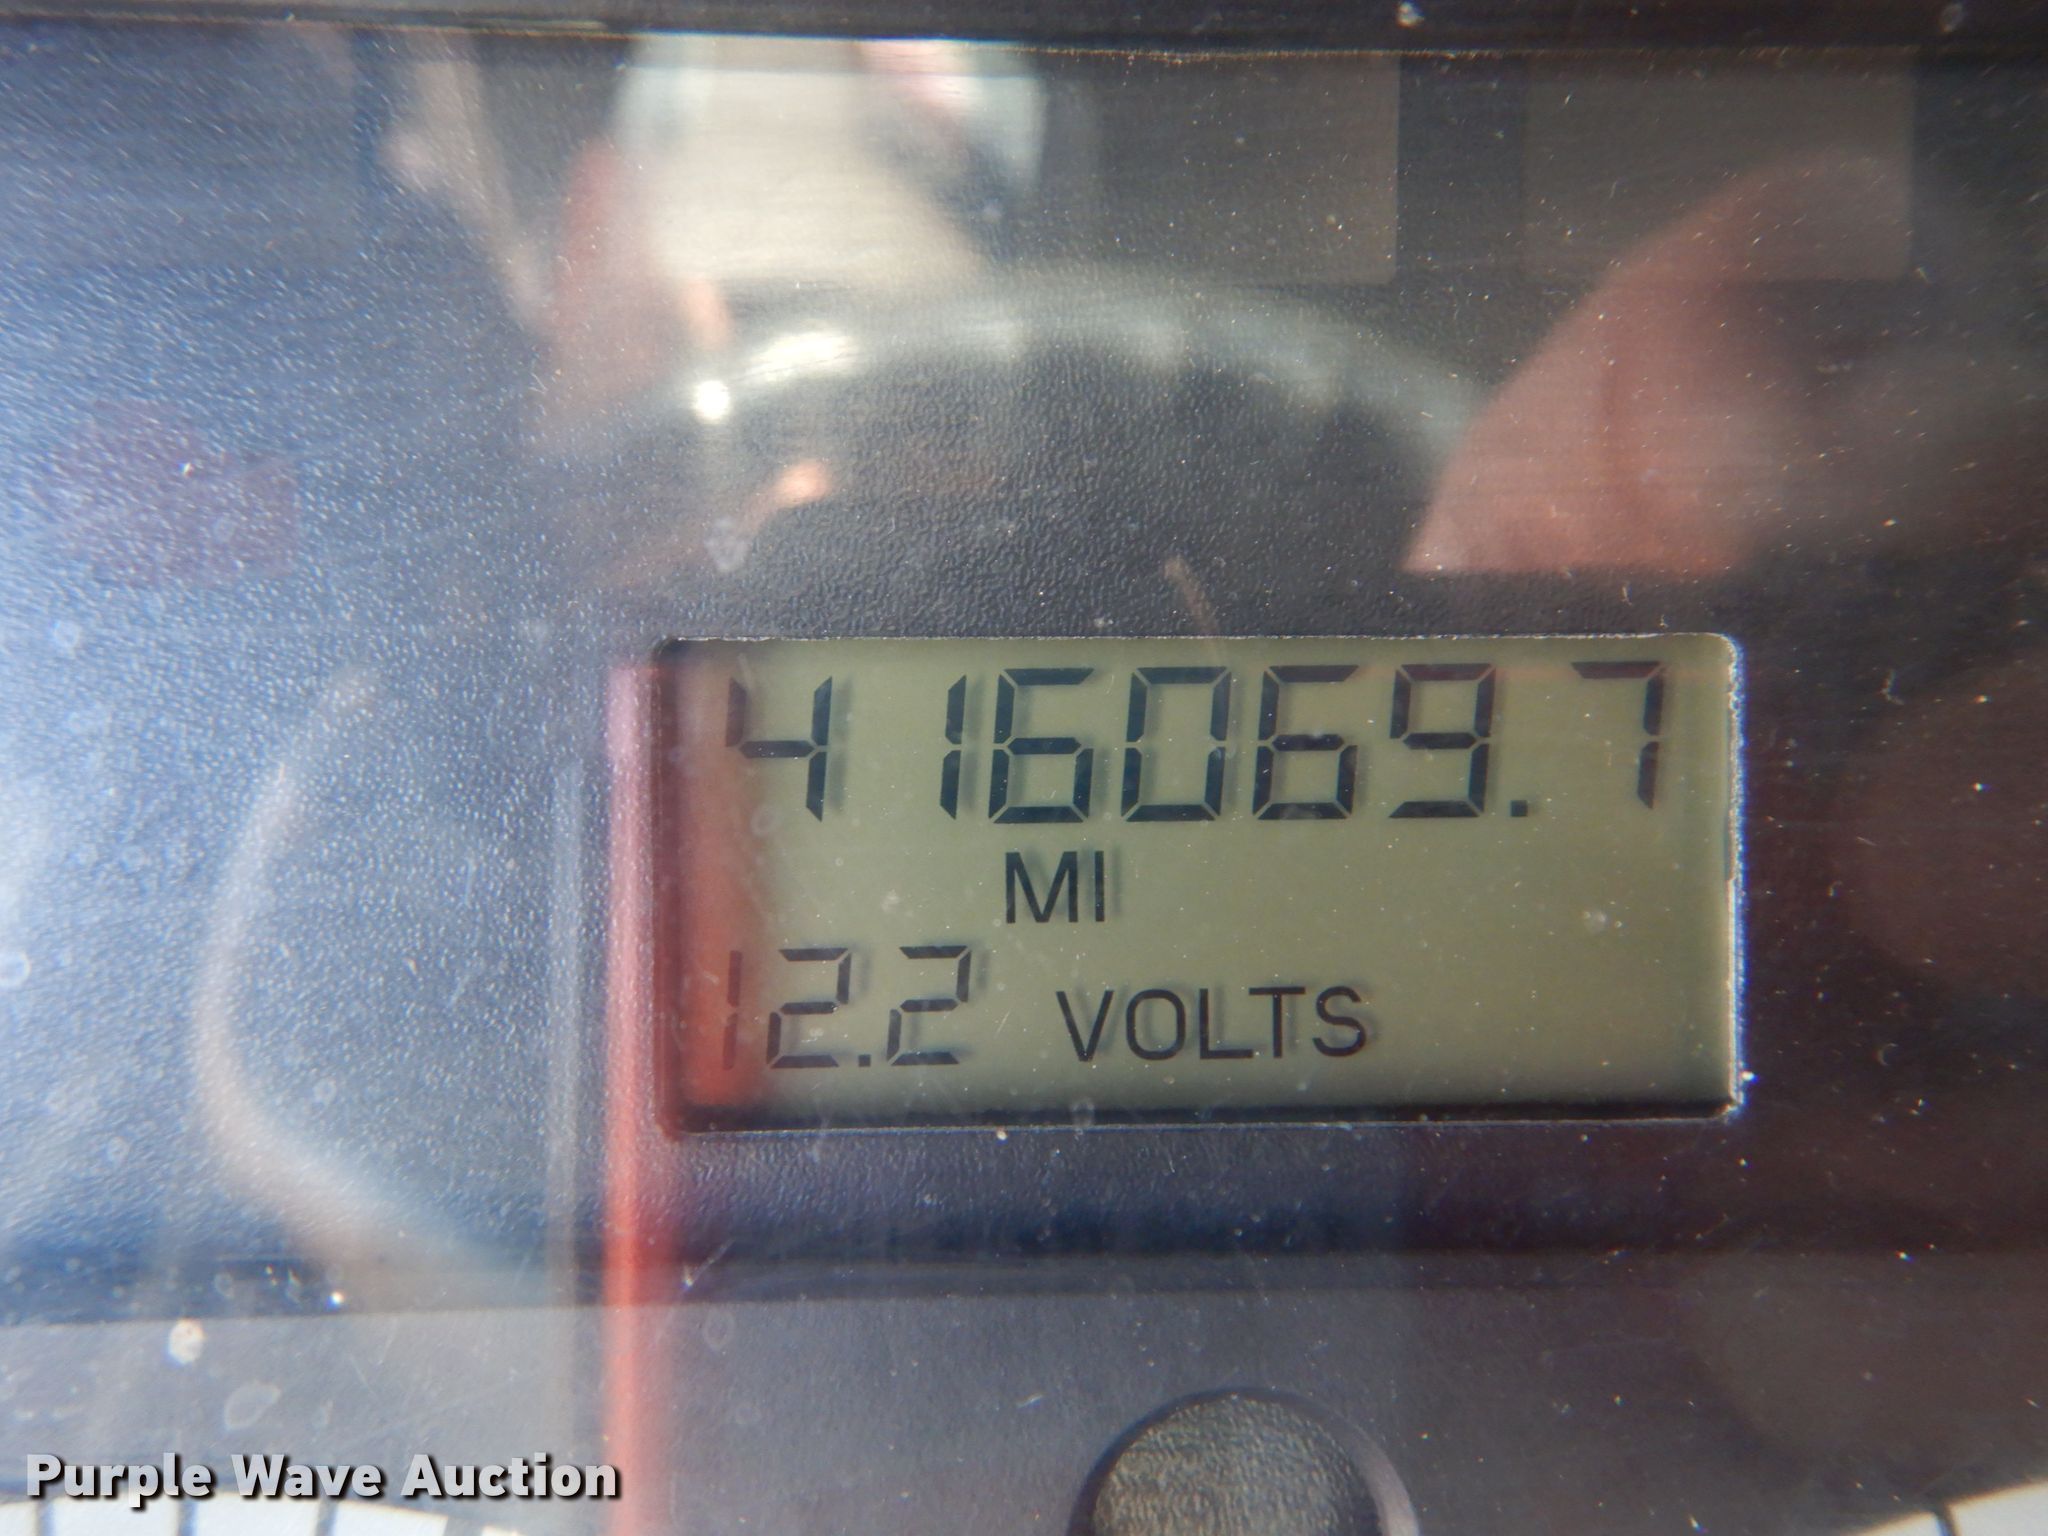 416069.7
MI
12.2 VOLTS
Purple Wave Auction